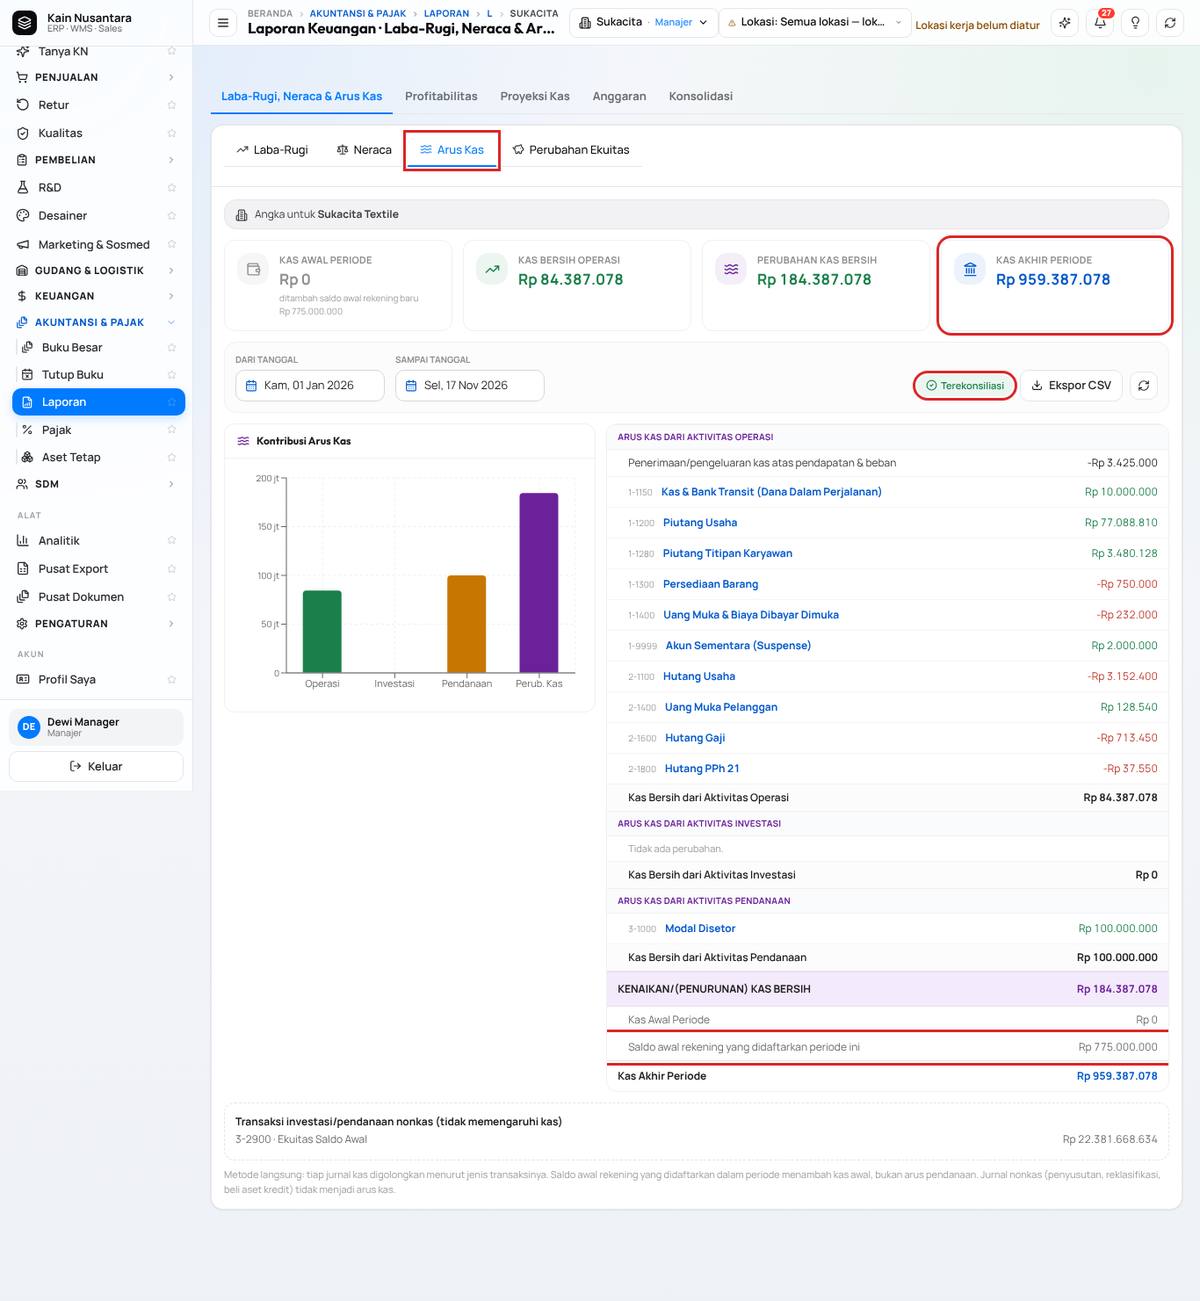 Kain Nusantara
ERP · WMS · Sales
Tanya KN
PENJUALAN
Retur
Kualitas
PEMBELIAN
R&D
Desainer
Marketing & Sosmed
GUDANG & LOGISTIK
KEUANGAN
AKUNTANSI & PAJAK
Buku Besar
Tutup Buku
Laporan
Pajak
Aset Tetap
SDM
ALAT
Analitik
Pusat Export
Pusat Dokumen
PENGATURAN
AKUN
Profil Saya
DE
Dewi Manager
Manajer
Keluar
BERANDA > AKUNTANSI & PAJAK > LAPORAN > L > SUKACITA
Laporan Keuangan · Laba-Rugi, Neraca & Ar...
Sukacita · Manajer
Lokasi: Semua lokasi — lok...
Lokasi kerja belum diatur
27
Laba-Rugi, Neraca & Arus Kas
Profitabilitas
Proyeksi Kas
Anggaran
Konsolidasi
Laba-Rugi
Neraca
Arus Kas
Perubahan Ekuitas
Angka untuk Sukacita Textile
KAS AWAL PERIODE
Rp 0
ditambah saldo awal rekening baru
Rp 775.000.000
KAS BERSIH OPERASI
Rp 84.387.078
PERUBAHAN KAS BERSIH
Rp 184.387.078
KAS AKHIR PERIODE
Rp 959.387.078
DARI TANGGAL
Kam, 01 Jan 2026
SAMPAI TANGGAL
Sel, 17 Nov 2026
Terekonsiliasi
Ekspor CSV
Kontribusi Arus Kas
200 jt
150 jt
100 jt
50 jt
0
Operasi
Investasi
Pendanaan
Perub. Kas
ARUS KAS DARI AKTIVITAS OPERASI
Penerimaan/pengeluaran kas atas pendapatan & beban -Rp 3.425.000
1-1150 Kas & Bank Transit (Dana Dalam Perjalanan) Rp 10.000.000
1-1200 Piutang Usaha Rp 77.088.810
1-1280 Piutang Titipan Karyawan Rp 3.480.128
1-1300 Persediaan Barang -Rp 750.000
1-1400 Uang Muka & Biaya Dibayar Dimuka -Rp 232.000
1-9999 Akun Sementara (Suspense) Rp 2.000.000
2-1100 Hutang Usaha -Rp 3.152.400
2-1400 Uang Muka Pelanggan Rp 128.540
2-1600 Hutang Gaji -Rp 713.450
2-1800 Hutang PPh 21 -Rp 37.550
Kas Bersih dari Aktivitas Operasi Rp 84.387.078
ARUS KAS DARI AKTIVITAS INVESTASI
Tidak ada perubahan.
Kas Bersih dari Aktivitas Investasi Rp 0
ARUS KAS DARI AKTIVITAS PENDANAAN
3-1000 Modal Disetor Rp 100.000.000
Kas Bersih dari Aktivitas Pendanaan Rp 100.000.000
KENAIKAN/(PENURUNAN) KAS BERSIH Rp 184.387.078
Kas Awal Periode Rp 0
Saldo awal rekening yang didaftarkan periode ini Rp 775.000.000
Kas Akhir Periode Rp 959.387.078
Transaksi investasi/pendanaan nonkas (tidak memengaruhi kas)
3-2900 · Ekuitas Saldo Awal Rp 22.381.668.634
Metode langsung: tiap jurnal kas digolongkan menurut jenis transaksinya. Saldo awal rekening yang didaftarkan dalam periode menambah kas awal, bukan arus pendanaan. Jurnal nonkas (penyusutan, reklasifikasi,
beli aset kredit) tidak menjadi arus kas.